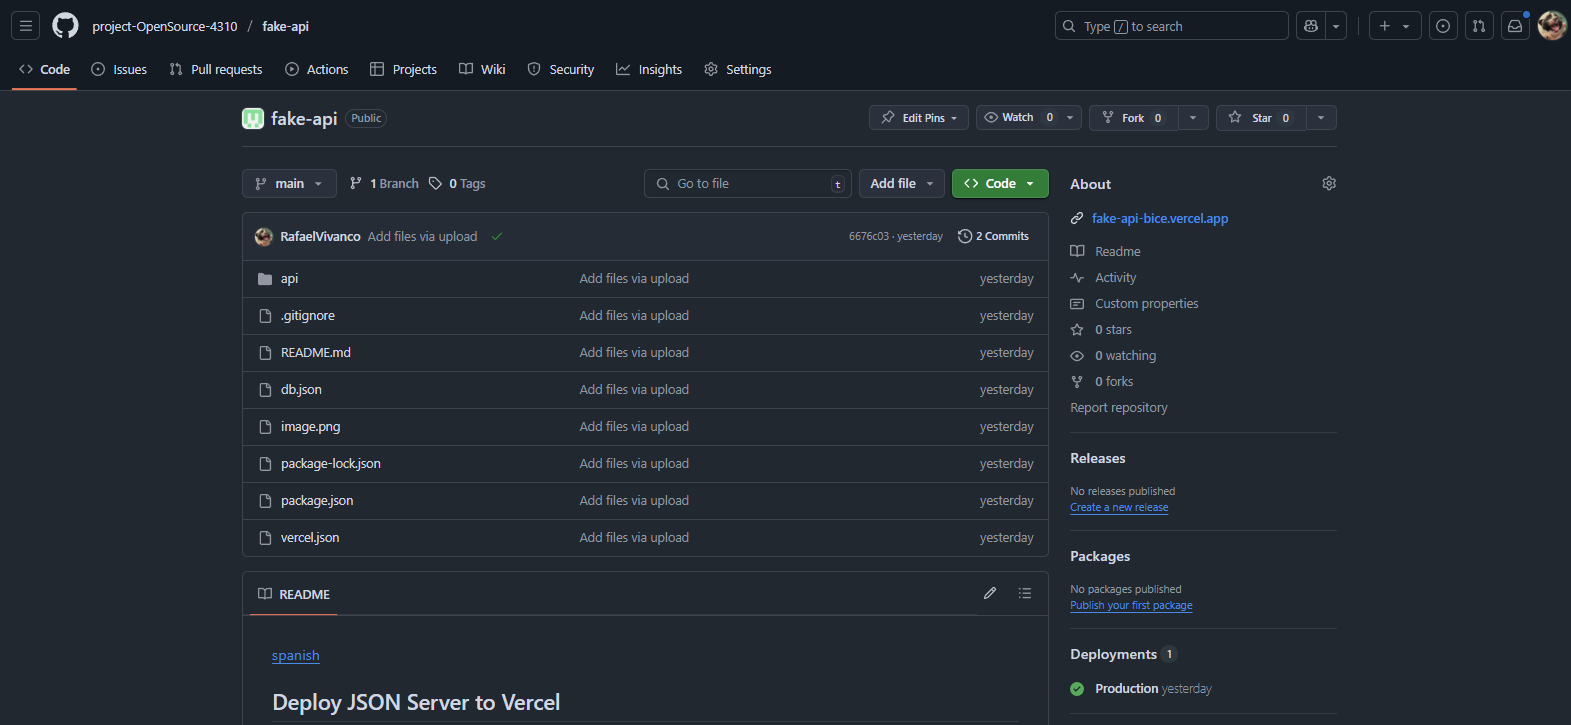 project-OpenSource-4310 / fake-api
Type / to search
Code Issues Pull requests Actions Projects Wiki Security Insights Settings
fake-api Public
Edit Pins Watch 0 Fork 0 Star 0
main 1 Branch 0 Tags
Go to file t Add file Code
RafaelVivanco Add files via upload 6676c03 · yesterday 2 Commits
api Add files via upload yesterday
.gitignore Add files via upload yesterday
README.md Add files via upload yesterday
db.json Add files via upload yesterday
image.png Add files via upload yesterday
package-lock.json Add files via upload yesterday
package.json Add files via upload yesterday
vercel.json Add files via upload yesterday
README
spanish
Deploy JSON Server to Vercel
About
fake-api-bice.vercel.app
Readme
Activity
Custom properties
0 stars
0 watching
0 forks
Report repository
Releases
No releases published
Create a new release
Packages
No packages published
Publish your first package
Deployments 1
Production yesterday